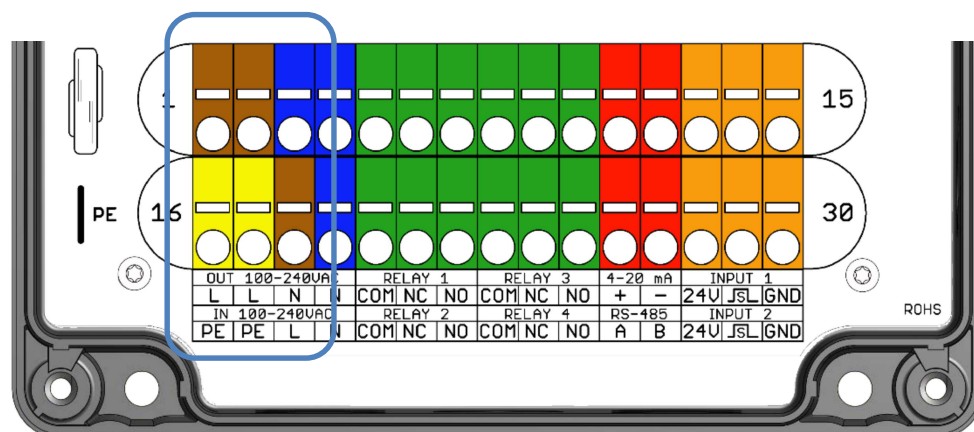 1 15
PE 16 30
OUT 100-240VAC RELAY 1 RELAY 3 4-20 mA INPUT 1
L L N N COM NC NO COM NC NO + - 24V S GND
IN 100-240VAC RELAY 2 RELAY 4 RS-485 INPUT 2
PE PE L N COM NC NO COM NC NO A B 24V S GND
ROHS